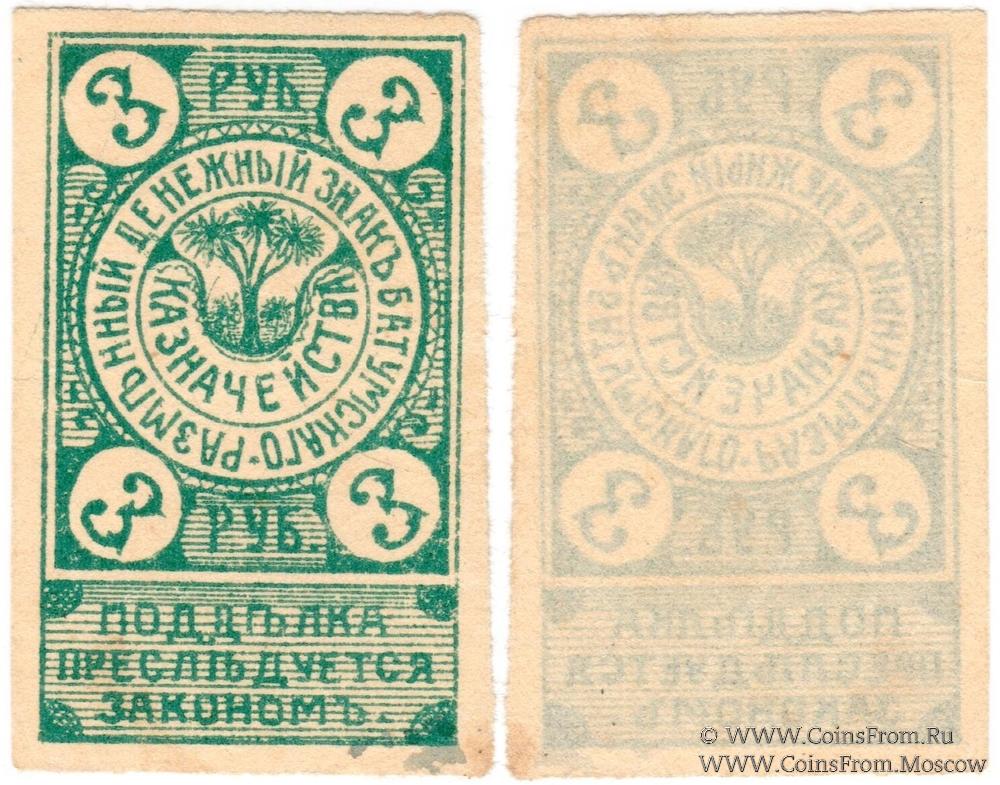 3 РУБ. 3
РАЗМѢННЫЙ ДЕНЕЖНЫЙ ЗНАКЪ БАТУМСКАГО
КАЗНАЧЕЙСТВА
3 РУБ. 3
ПОДДѢЛКА
ПРЕСЛѢДУЕТСЯ
ЗАКОНОМЪ.
© WWW.CoinsFrom.Ru
WWW.CoinsFrom.Moscow